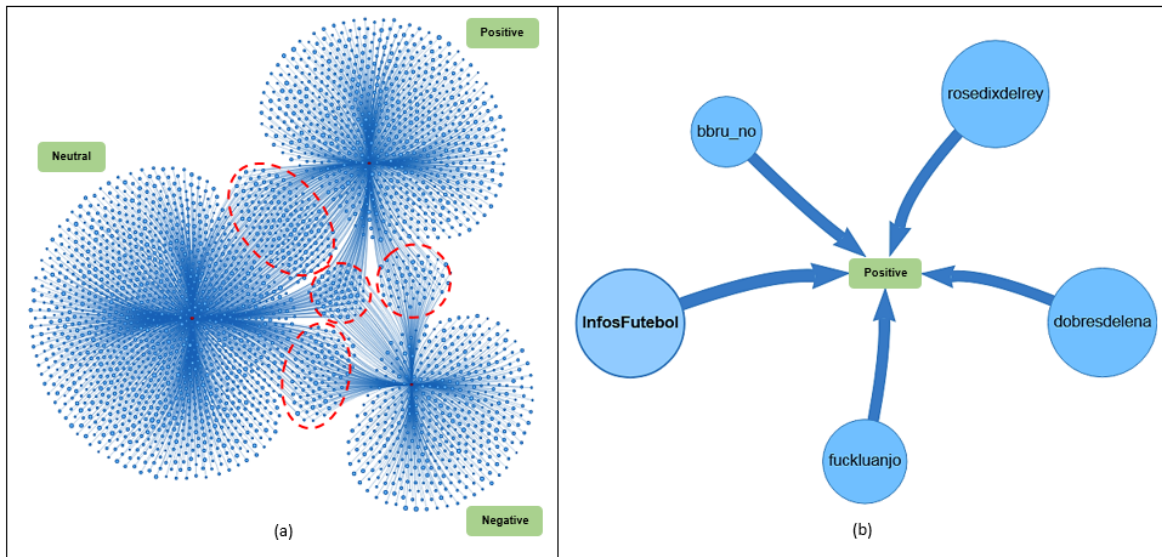 Positive
Neutral
Negative
(a)
rosedixdelrey
bbru_no
Positive
InfosFutebol
dobresdelena
fuckluanjo
(b)